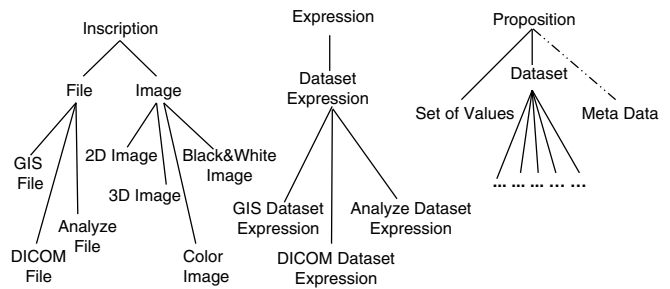 Inscription
File
Image
GIS
File
2D Image
Black&White
Image
3D Image
Analyze
File
DICOM
File
Color
Image
Expression
Dataset
Expression
GIS Dataset
Expression
Analyze Dataset
Expression
DICOM Dataset
Expression
Proposition
Dataset
Set of Values
Meta Data
... ... ... ... ...